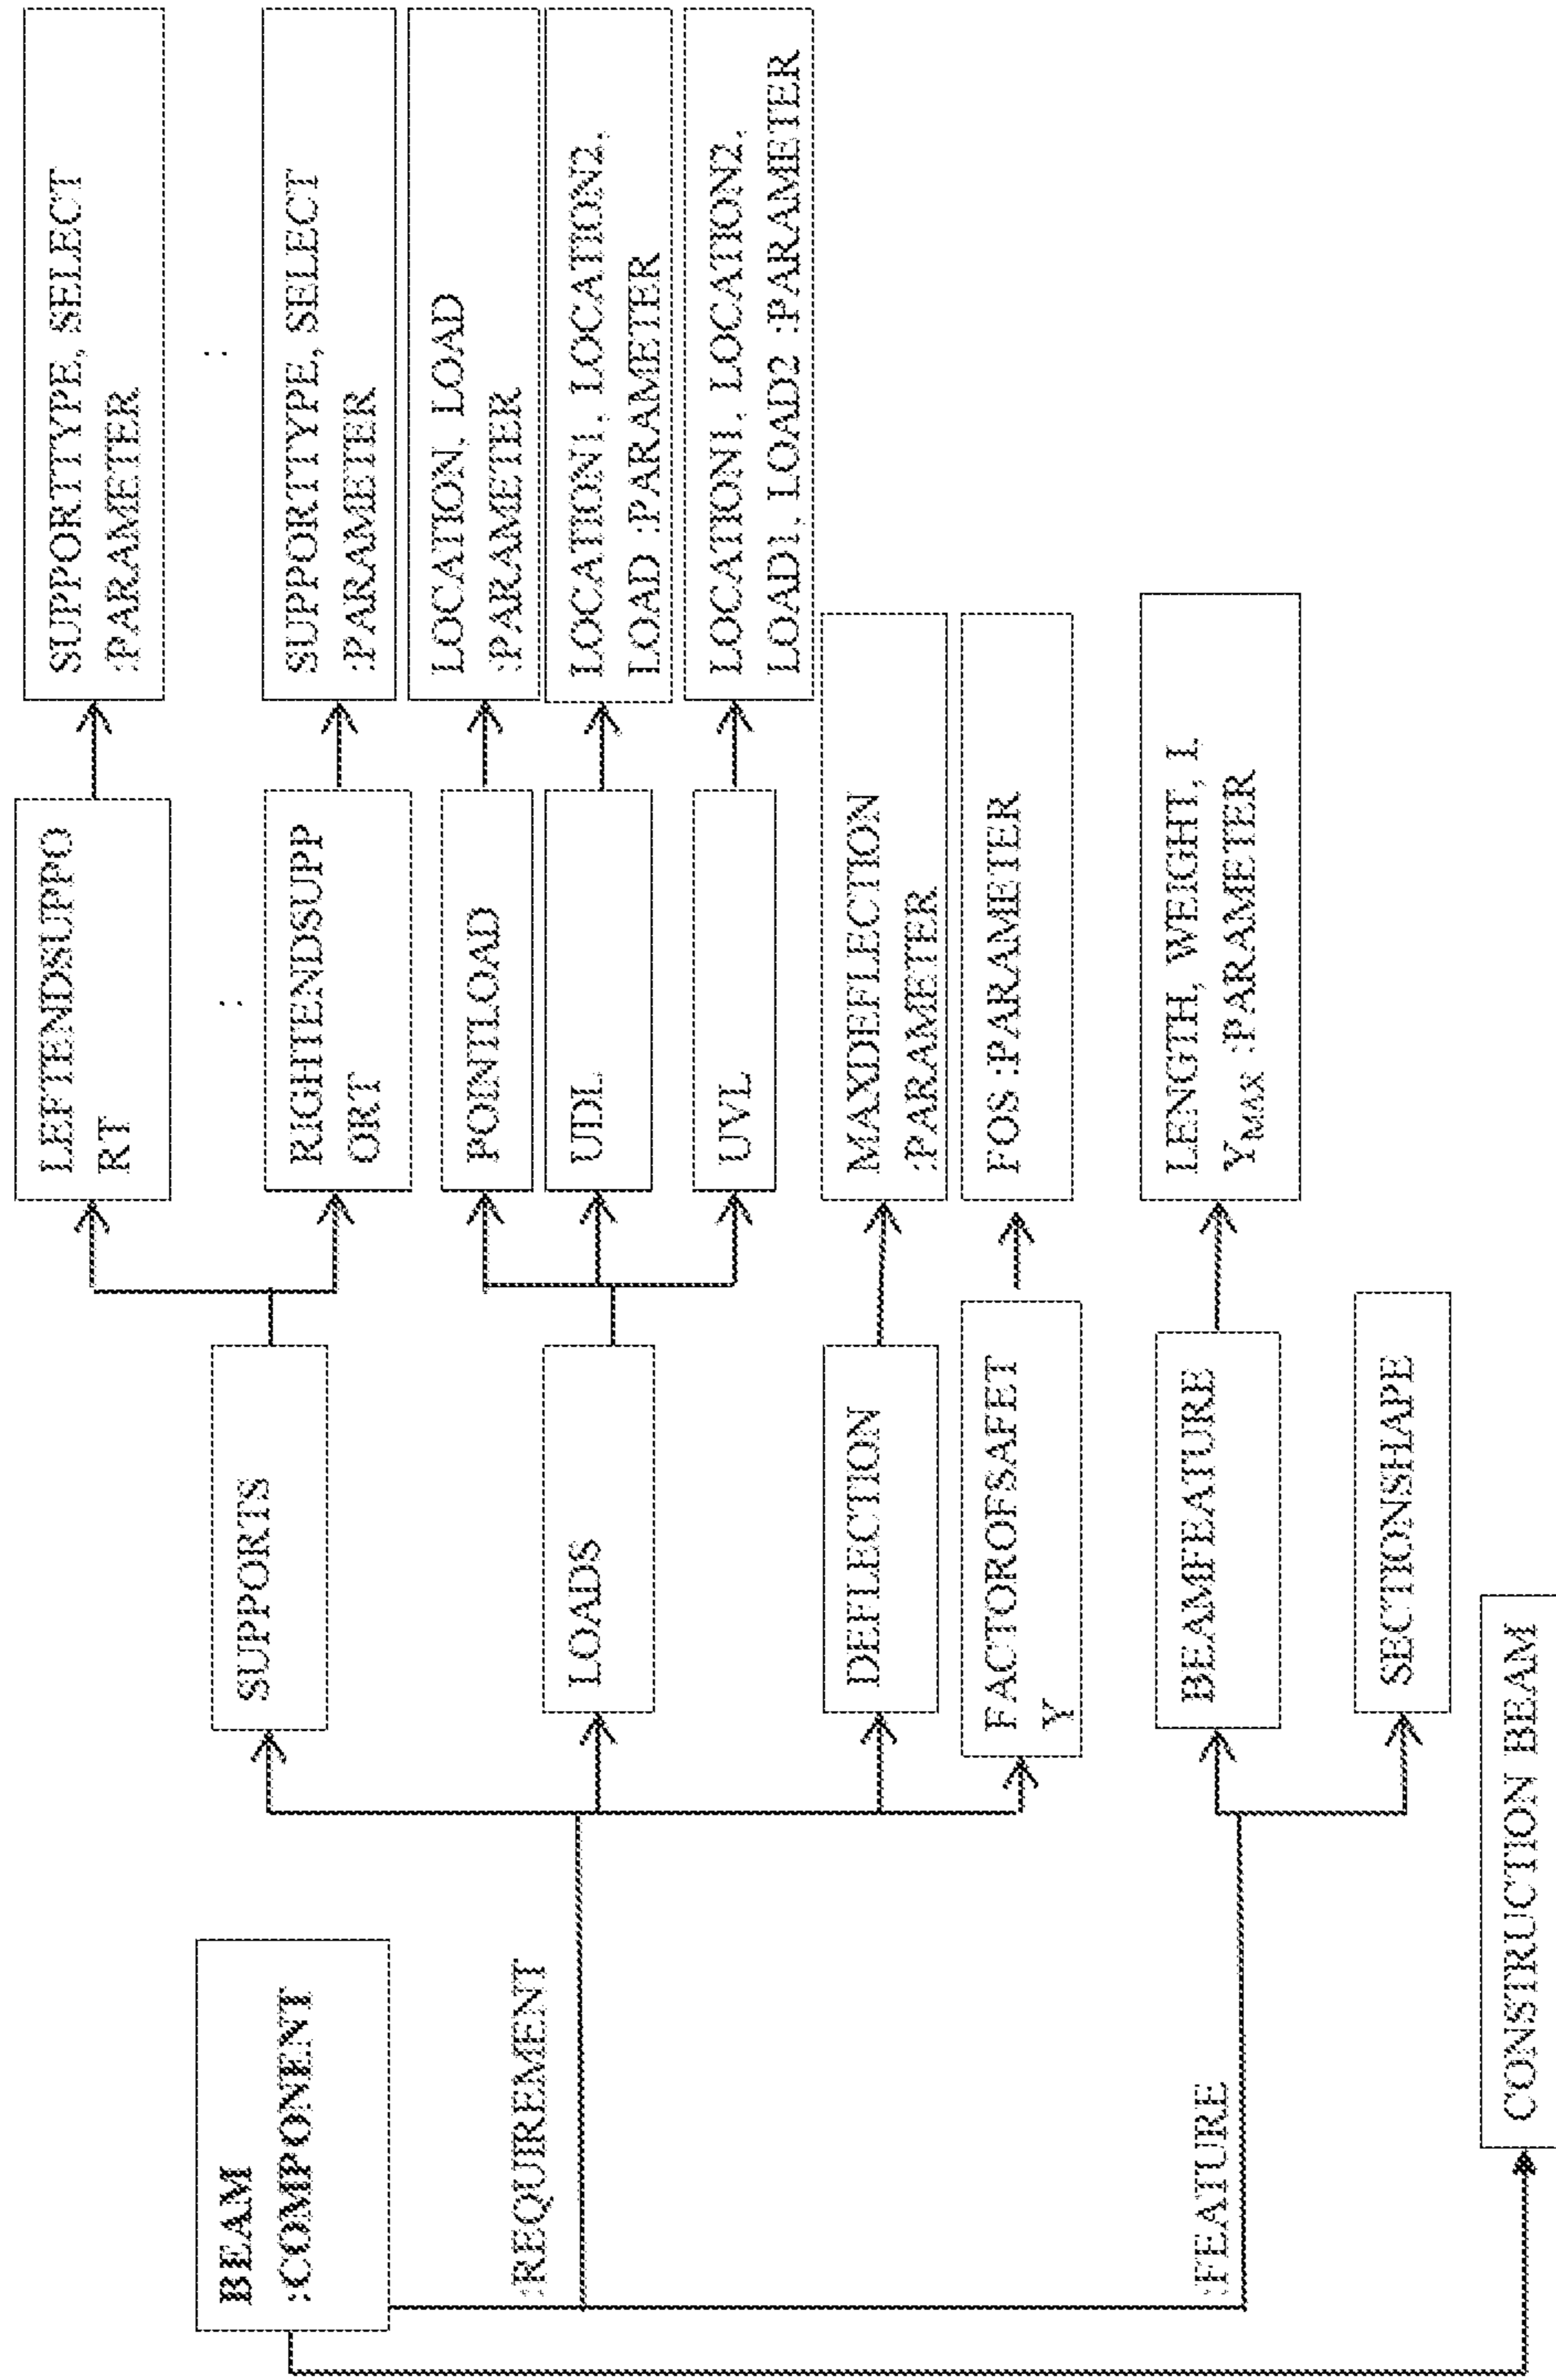 BEAM
:COMPONENT
:REQUIREMENT
:FEATURE
CONSTRUCTION BEAM
SUPPORTS
LOADS
DEFLECTION
FACTOROFSAFET
Y
BEAMFEATURE
SECTIONSHAPE
LEFTENDSUPPO
RT
:
RIGHTENDSUPP
ORT
POINTLOAD
UDL
UVL
MAXDEFLECTION
:PARAMETER
FOS :PARAMETER
LENGTH, WEIGHT, I,
YMAX :PARAMETER
SUPPORTTYPE, SELECT
:PARAMETER
:
SUPPORTTYPE, SELECT
:PARAMETER
LOCATION, LOAD
:PARAMETER
LOCATION1, LOCATION2,
LOAD :PARAMETER
LOCATION1, LOCATION2,
LOAD1, LOAD2 :PARAMETER